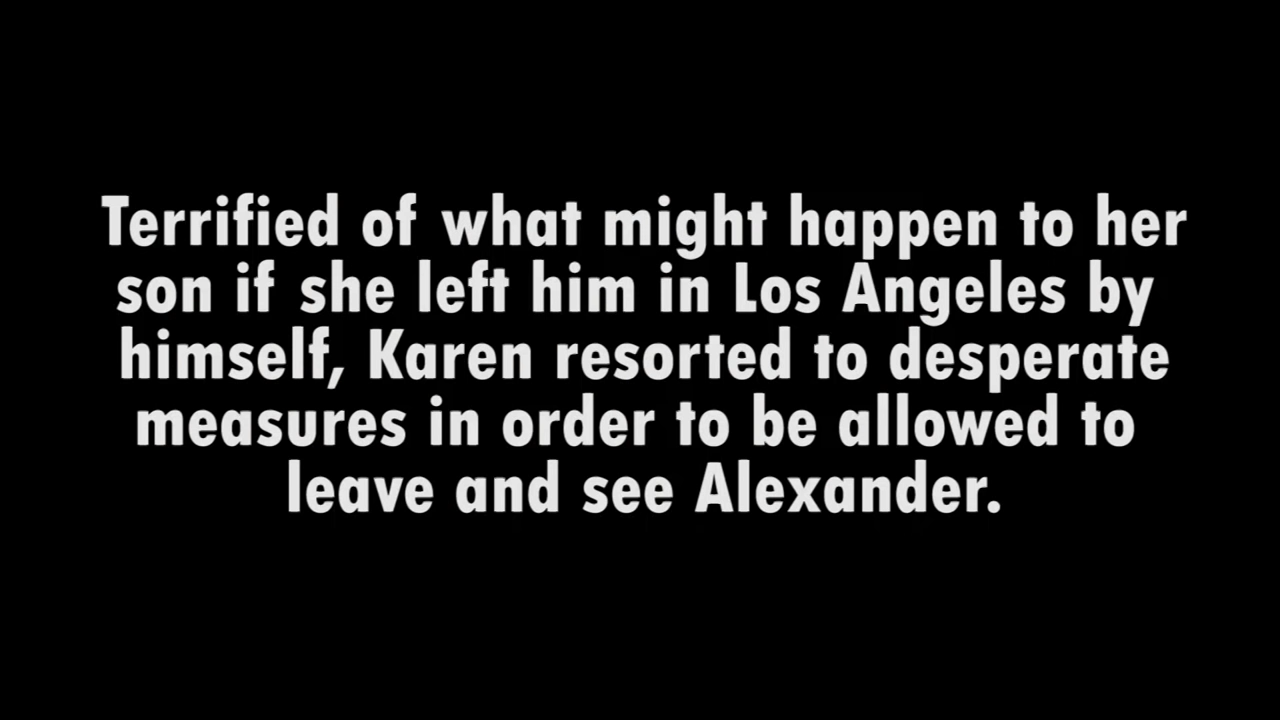 Terrified of what might happen to her
son if she left him in Los Angeles by
himself, Karen resorted to desperate
measures in order to be allowed to
leave and see Alexander.